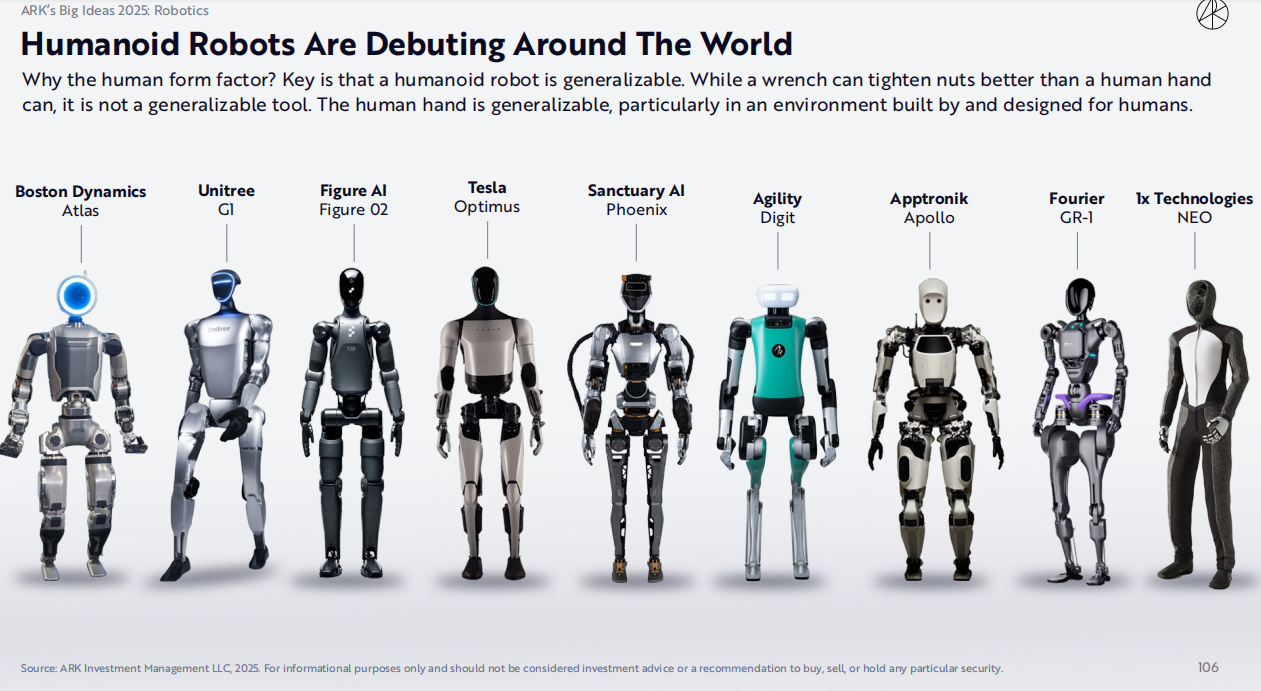 ARK's Big Ideas 2025: Robotics
Humanoid Robots Are Debuting Around The World
Why the human form factor? Key is that a humanoid robot is generalizable. While a wrench can tighten nuts better than a human hand
can, it is not a generalizable tool. The human hand is generalizable, particularly in an environment built by and designed for humans.
Boston Dynamics
Atlas
Unitree
G1
Figure AI
Figure 02
Tesla
Optimus
Sanctuary AI
Phoenix
Agility
Digit
Apptronik
Apollo
Fourier
GR-1
1x Technologies
NEO
Unitree
TESLA
Source: ARK Investment Management LLC, 2025. For informational purposes only and should not be considered investment advice or a recommendation to buy, sell, or hold any particular security.
106